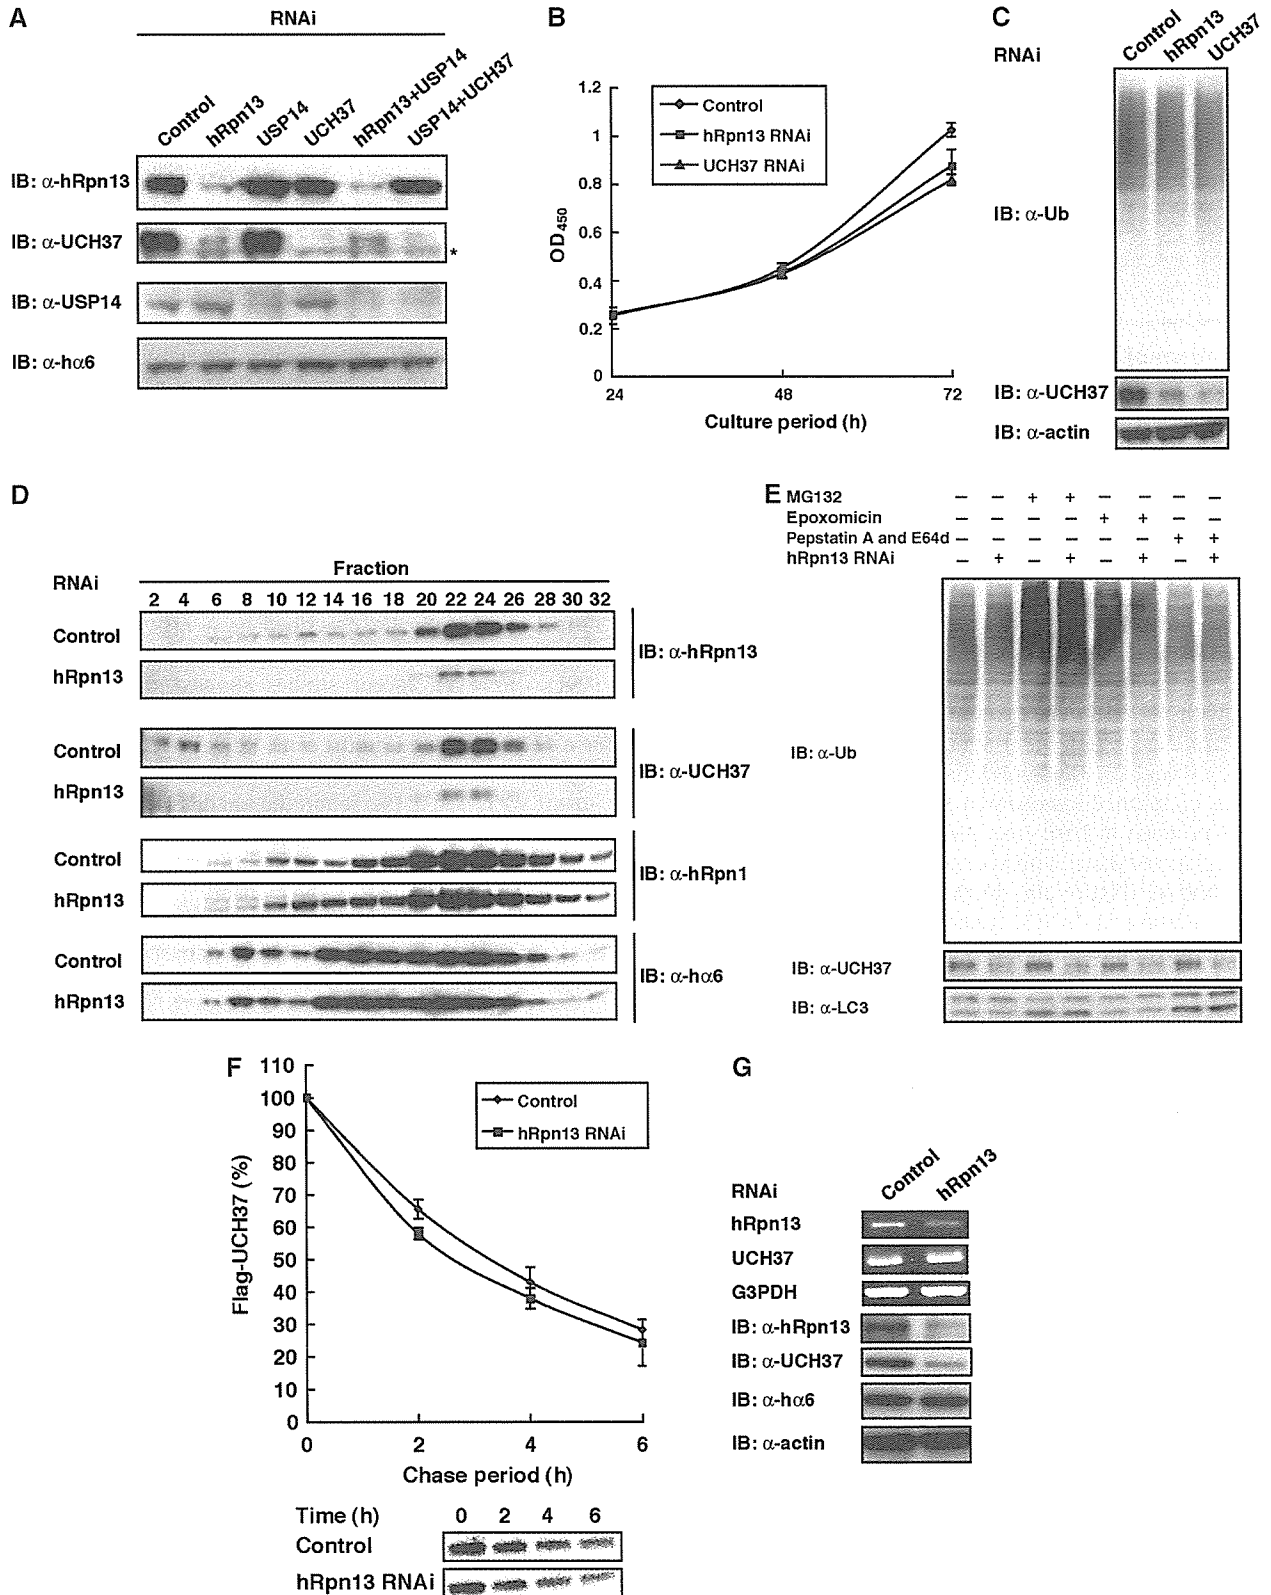 A
RNAi
Control
hRpn13
USP14
UCH37
hRpn13+USP14
USP14+UCH37
IB: α-hRpn13
IB: α-UCH37
*
IB: α-USP14
IB: α-hα6
B
Control
hRpn13 RNAi
UCH37 RNAi
1.2
1
0.8
0.6
0.4
0.2
0
OD450
24 48 72
Culture period (h)
C
RNAi
Control
hRpn13
UCH37
IB: α-Ub
IB: α-UCH37
IB: α-actin
D
RNAi
Fraction
2 4 6 8 10 12 14 16 18 20 22 24 26 28 30 32
Control
hRpn13
IB: α-hRpn13
Control
hRpn13
IB: α-UCH37
Control
hRpn13
IB: α-hRpn1
Control
hRpn13
IB: α-hα6
E
MG132 – – + + – – – –
Epoxomicin – – – – + + – –
Pepstatin A and E64d – – – – – – + +
hRpn13 RNAi – + – + – + – +
IB: α-Ub
IB: α-UCH37
IB: α-LC3
F
110
100
90
80
70
60
50
40
30
20
10
0
Flag-UCH37 (%)
Control
hRpn13 RNAi
0 2 4 6
Chase period (h)
Time (h) 0 2 4 6
Control
hRpn13 RNAi
G
RNAi
Control
hRpn13
hRpn13
UCH37
G3PDH
IB: α-hRpn13
IB: α-UCH37
IB: α-hα6
IB: α-actin